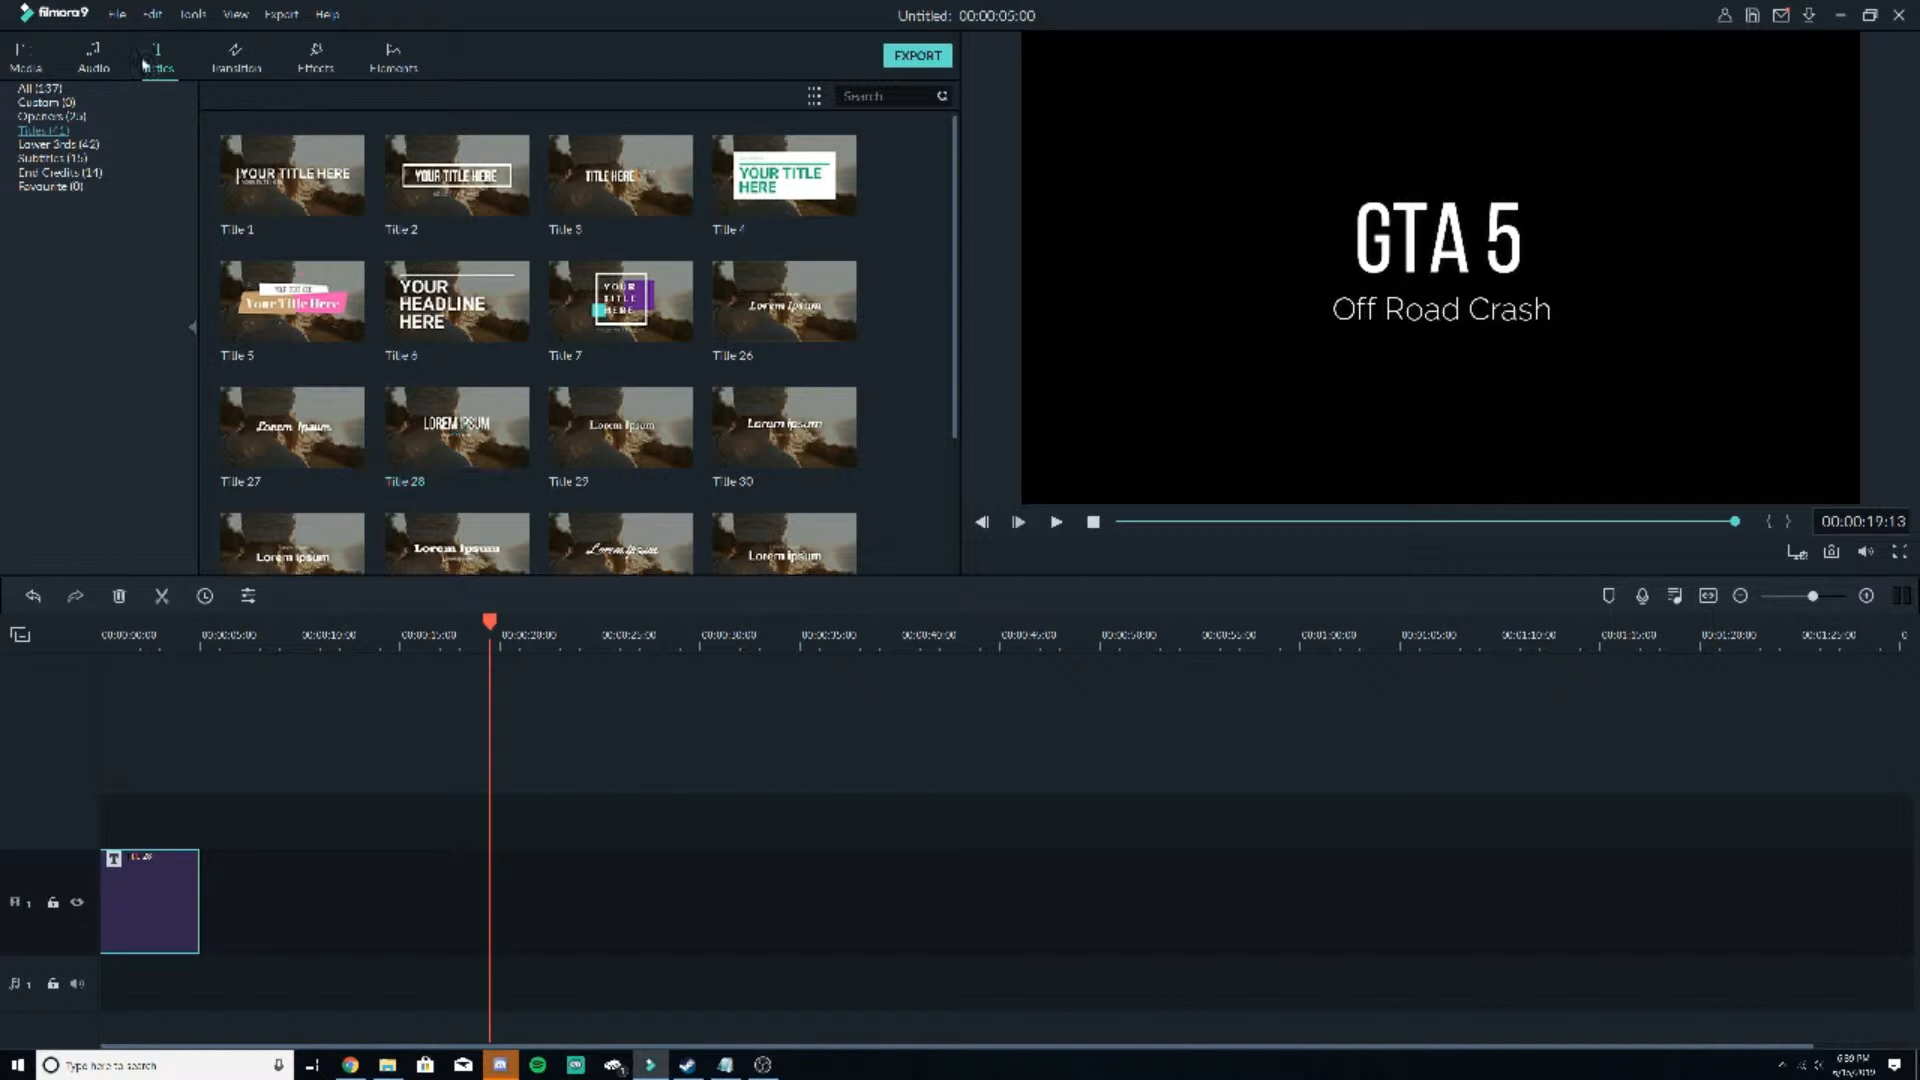 filmora9 File Edit Tools View Export Help
Untitled: 00:00:05:00
Media Audio Titles Transition Effects Elements
EXPORT
All (137)
Custom (0)
Openers (25)
Titles (41)
Lower 3rds (42)
Subtitles (15)
End Credits (14)
Favourite (0)
Search
YOUR TITLE HERE
YOUR TITLE HERE
TITLE HERE
YOUR TITLE
HERE
Title 1
Title 2
Title 3
Title 4
Your Title Here
YOUR
HEADLINE
HERE
YOUR
TITLE
HERE
Lorem Ipsum
Title 5
Title 6
Title 7
Title 26
Lorem Ipsum
LOREM IPSUM
Lorem Ipsum
Lorem Ipsum
Title 27
Title 28
Title 29
Title 30
Lorem Ipsum
Lorem Ipsum
Lorem Ipsum
Lorem Ipsum
GTA 5
Off Road Crash
00:00:19:13
00:00:00:00 00:00:05:00 00:00:10:00 00:00:15:00 00:00:20:00 00:00:25:00 00:00:30:00 00:00:35:00 00:00:40:00 00:00:45:00 00:00:50:00 00:00:55:00 00:01:00:00 00:01:05:00 00:01:10:00 00:01:15:00 00:01:20:00 00:01:25:00 0
T
1
1
Type here to search